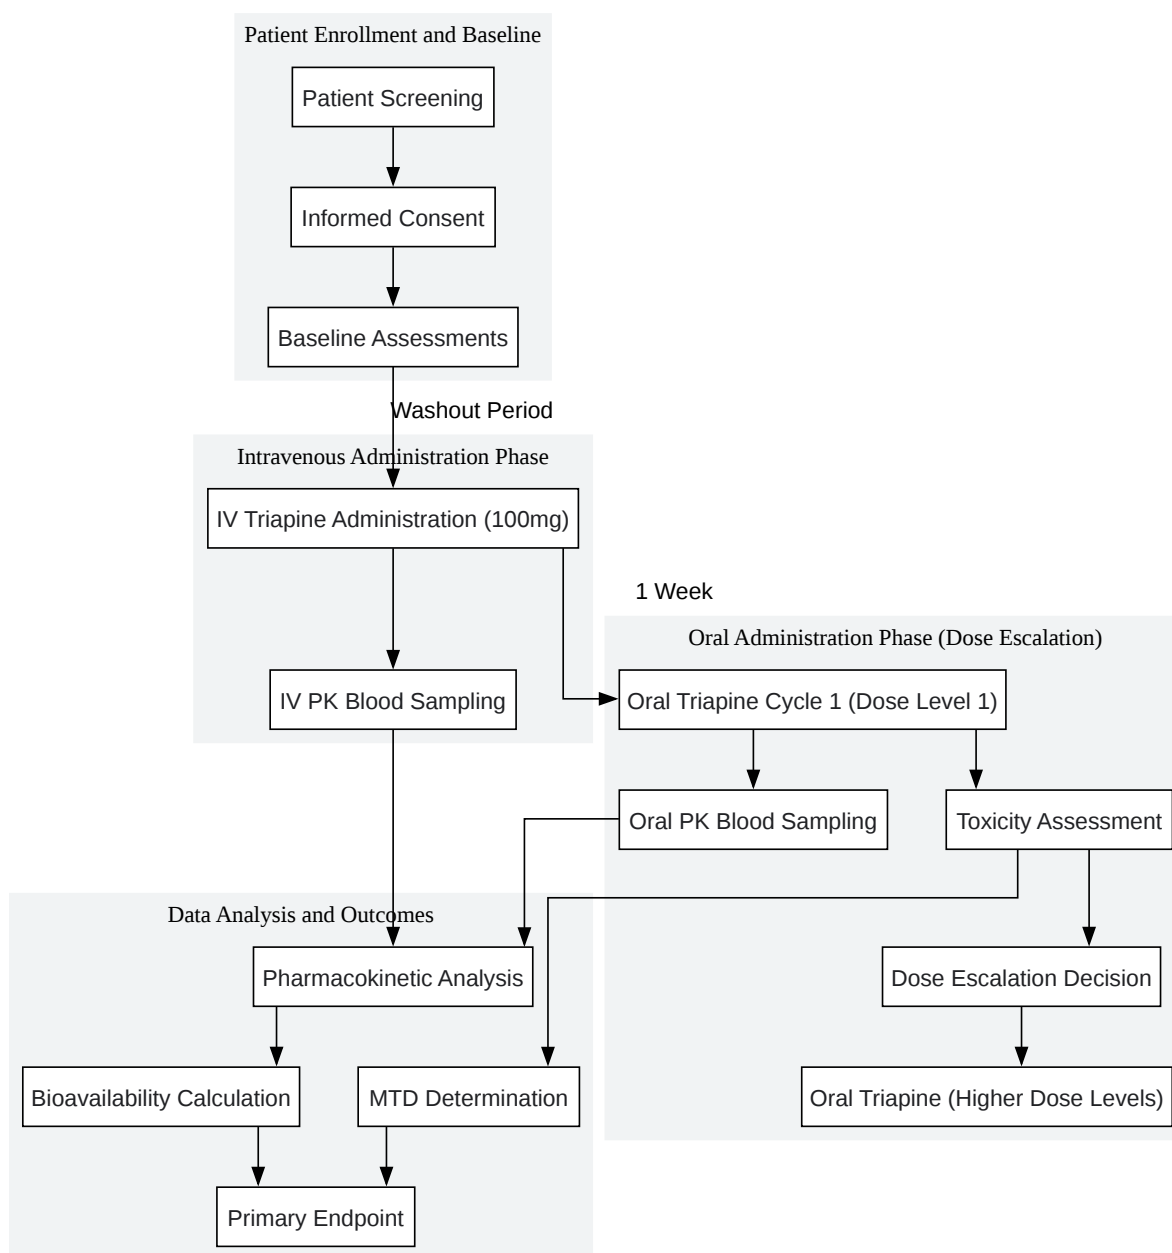 Patient Enrollment and Baseline
Patient Screening
Informed Consent
Baseline Assessments
Washout Period
Intravenous Administration Phase
IV Triapine Administration (100mg)
1 Week
Oral Administration Phase (Dose Escalation)
IV PK Blood Sampling
Oral Triapine Cycle 1 (Dose Level 1)
Oral PK Blood Sampling
Toxicity Assessment
Data Analysis and Outcomes
Pharmacokinetic Analysis
Dose Escalation Decision
Bioavailability Calculation
MTD Determination
Oral Triapine (Higher Dose Levels)
Primary Endpoint